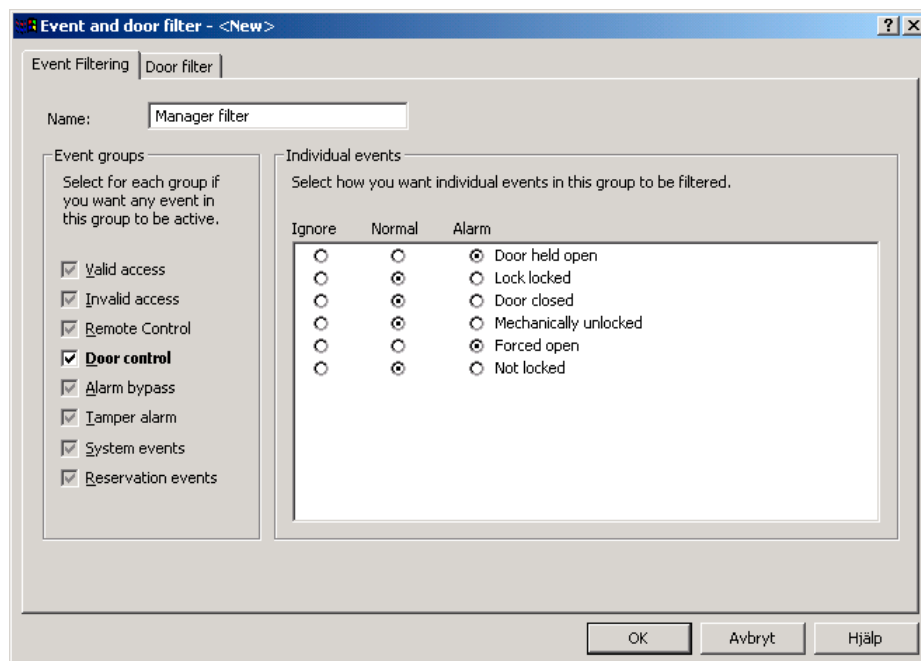 Event and door filter - <New>
Event Filtering
Door filter
Name:
Manager filter
Event groups
Select for each group if
you want any event in
this group to be active.
Valid access
Invalid access
Remote Control
Door control
Alarm bypass
Tamper alarm
System events
Reservation events
Individual events
Select how you want individual events in this group to be filtered.
Ignore Normal Alarm
Door held open
Lock locked
Door closed
Mechanically unlocked
Forced open
Not locked
OK
Avbryt
Hjälp